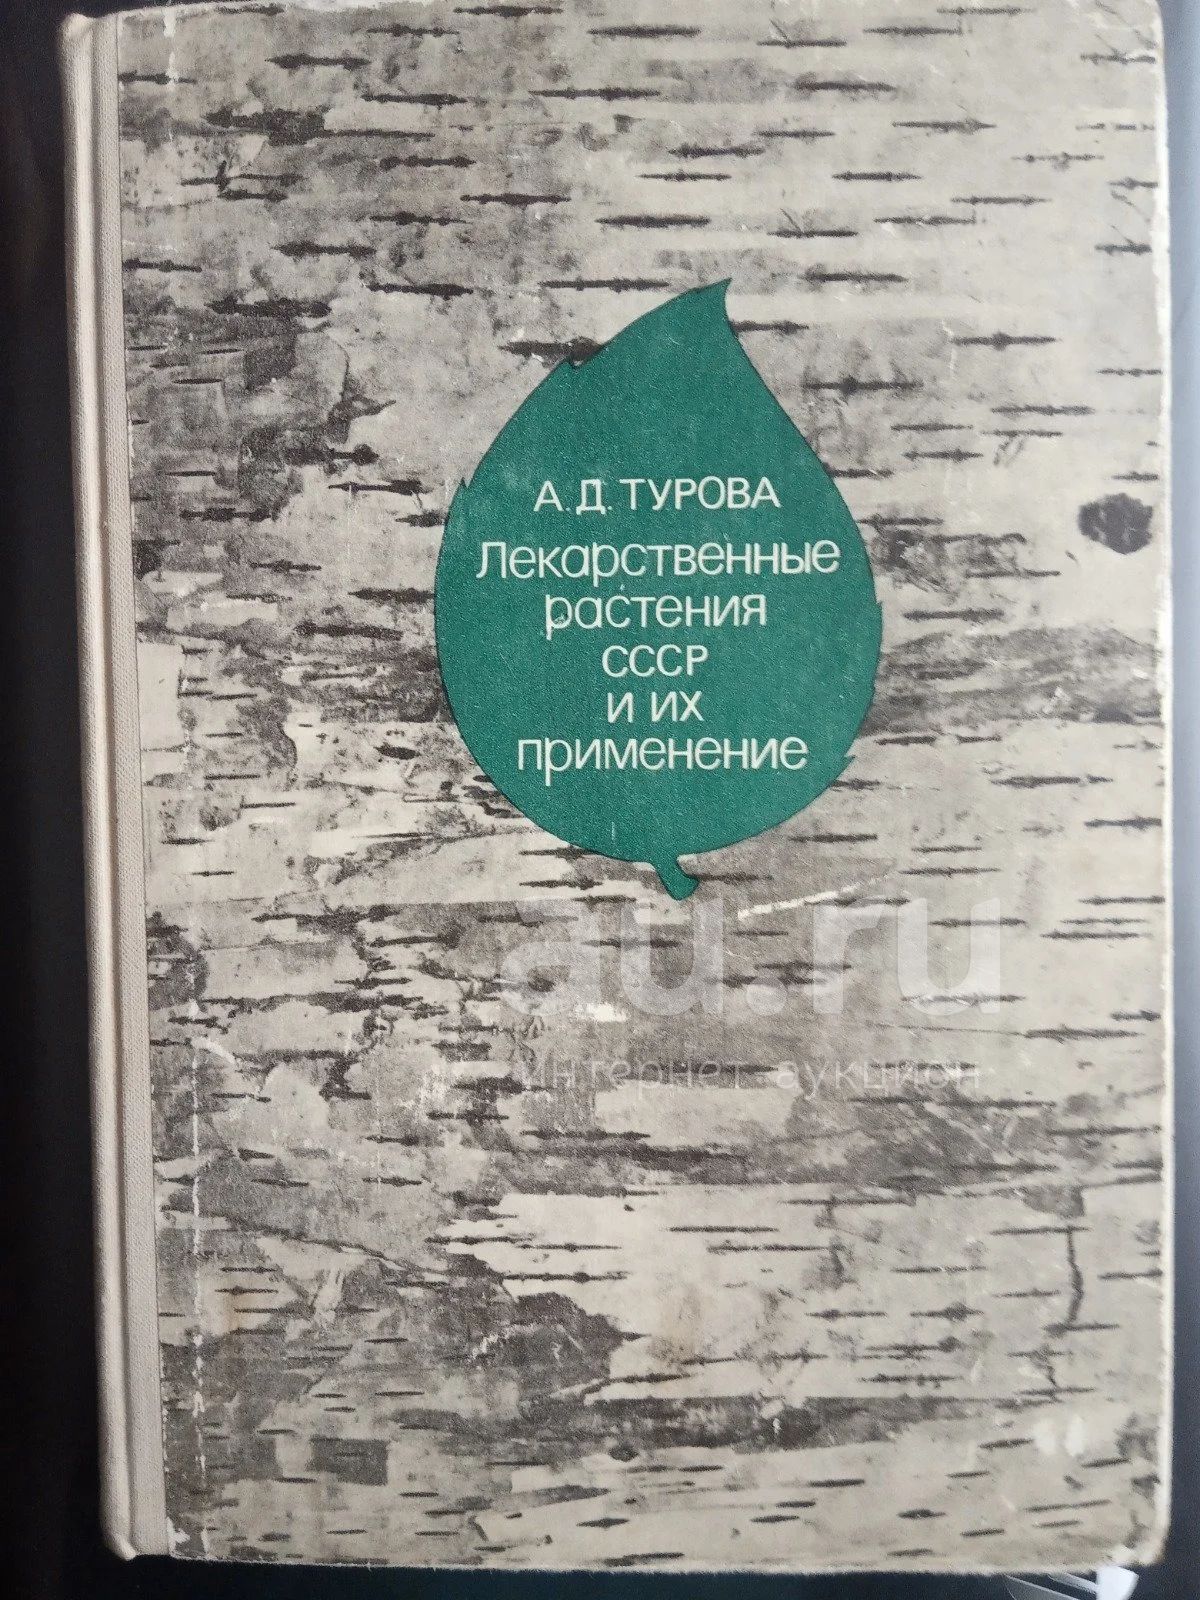 А. Д. ТУРОВА
Лекарственные
растения
СССР
и их
применение
au.ru
интернет-аукцион